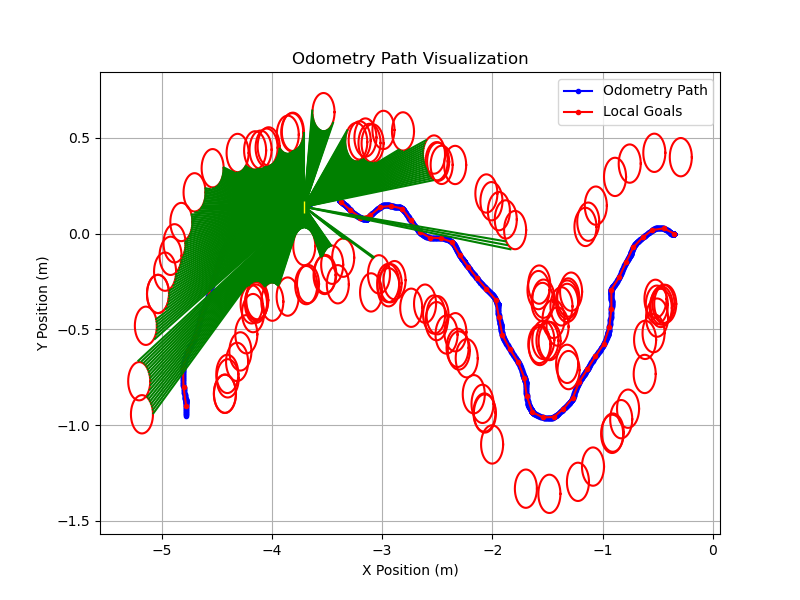 Odometry Path Visualization
Odometry Path
Local Goals
0.5
0.0
−0.5
−1.0
−1.5
Y Position (m)
−5
−4
−3
−2
−1
0
X Position (m)